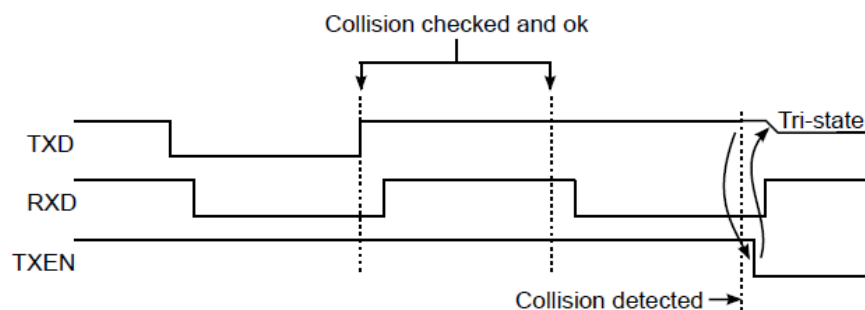 Collision checked and ok
Tri-state
TXD
RXD
TXEN
Collision detected